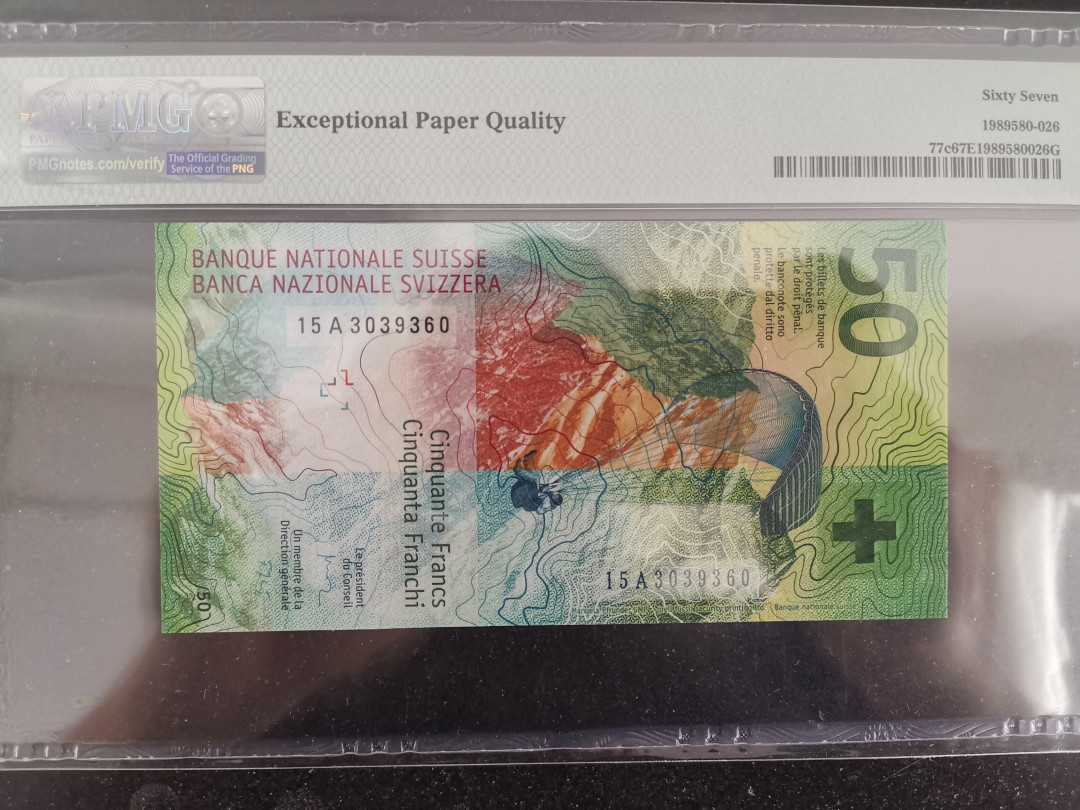 PMG
PMGnotes.com/verify
The Official Grading
Service of the PNG
Exceptional Paper Quality
Sixty Seven
1989580-026
77c67E1989580026G
BANQUE NATIONALE SUISSE
BANCA NAZIONALE SVIZZERA
15 A 3039360
50
Les billets de banque
sont protégés
par le droit pénal.
Le banconote sono
protette dal diritto
penale.
Cinquante Francs
Cinquanta Franchi
Le président
du Conseil
Un membre de la
Direction générale
50
15A3039360
Banque nationale suisse